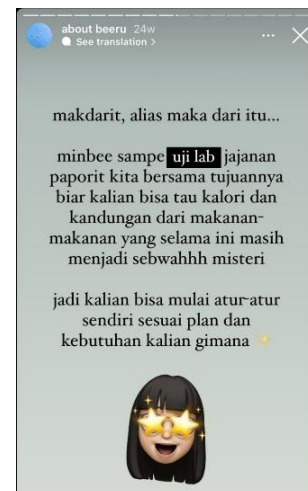 about beeru 24w
See translation >
makdarit, alias maka dari itu...
minbee sampe uji lab jajanan
paporit kita bersama tujuannya
biar kalian bisa tau kalori dan
kandungan dari makanan-
makanan yang selama ini masih
menjadi sebwahhh misteri
jadi kalian bisa mulai atur-atur
sendiri sesuai plan dan
kebutuhan kalian gimana ✨